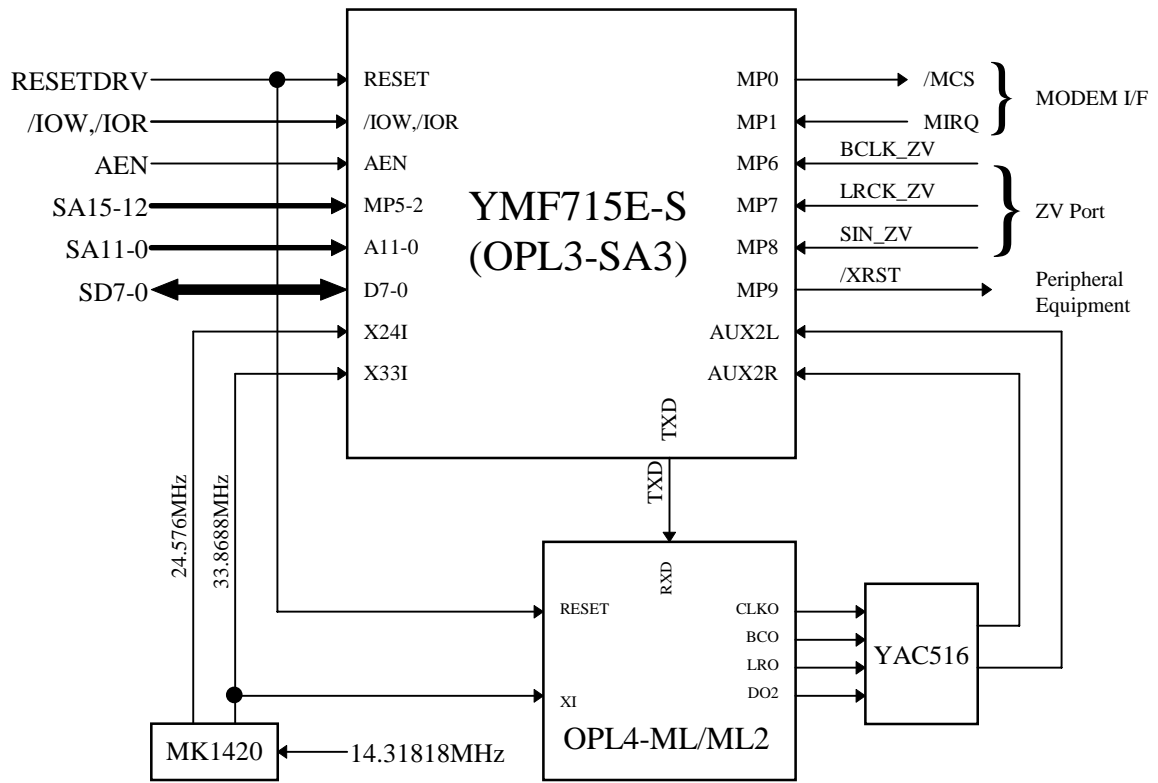 RESETDRV
/IOW,/IOR
AEN
SA15-12
SA11-0
SD7-0
RESET
/IOW,/IOR
AEN
MP5-2
A11-0
D7-0
X24I
X33I
YMF715E-S
(OPL3-SA3)
MP0
MP1
MP6
MP7
MP8
MP9
AUX2L
AUX2R
TXD
/MCS
MIRQ
BCLK_ZV
LRCK_ZV
SIN_ZV
/XRST
MODEM I/F
ZV Port
Peripheral
Equipment
24.576MHz
33.8688MHz
TXD
RXD
RESET
XI
CLKO
BCO
LRO
DO2
OPL4-ML/ML2
YAC516
MK1420
14.31818MHz